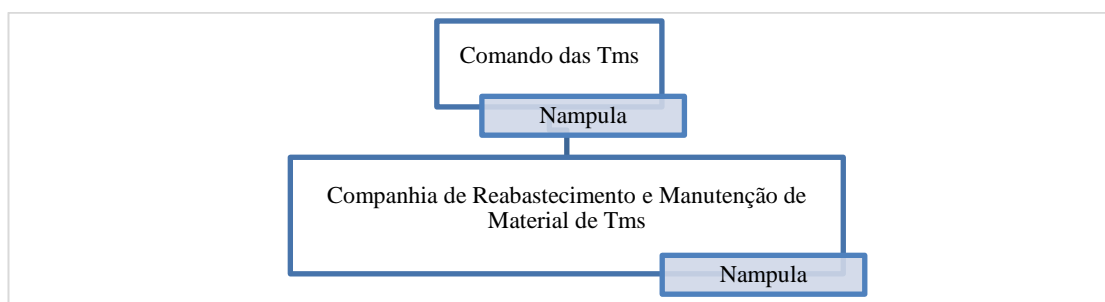 Comando das Tms
Nampula
Companhia de Reabastecimento e Manutenção de
Material de Tms
Nampula